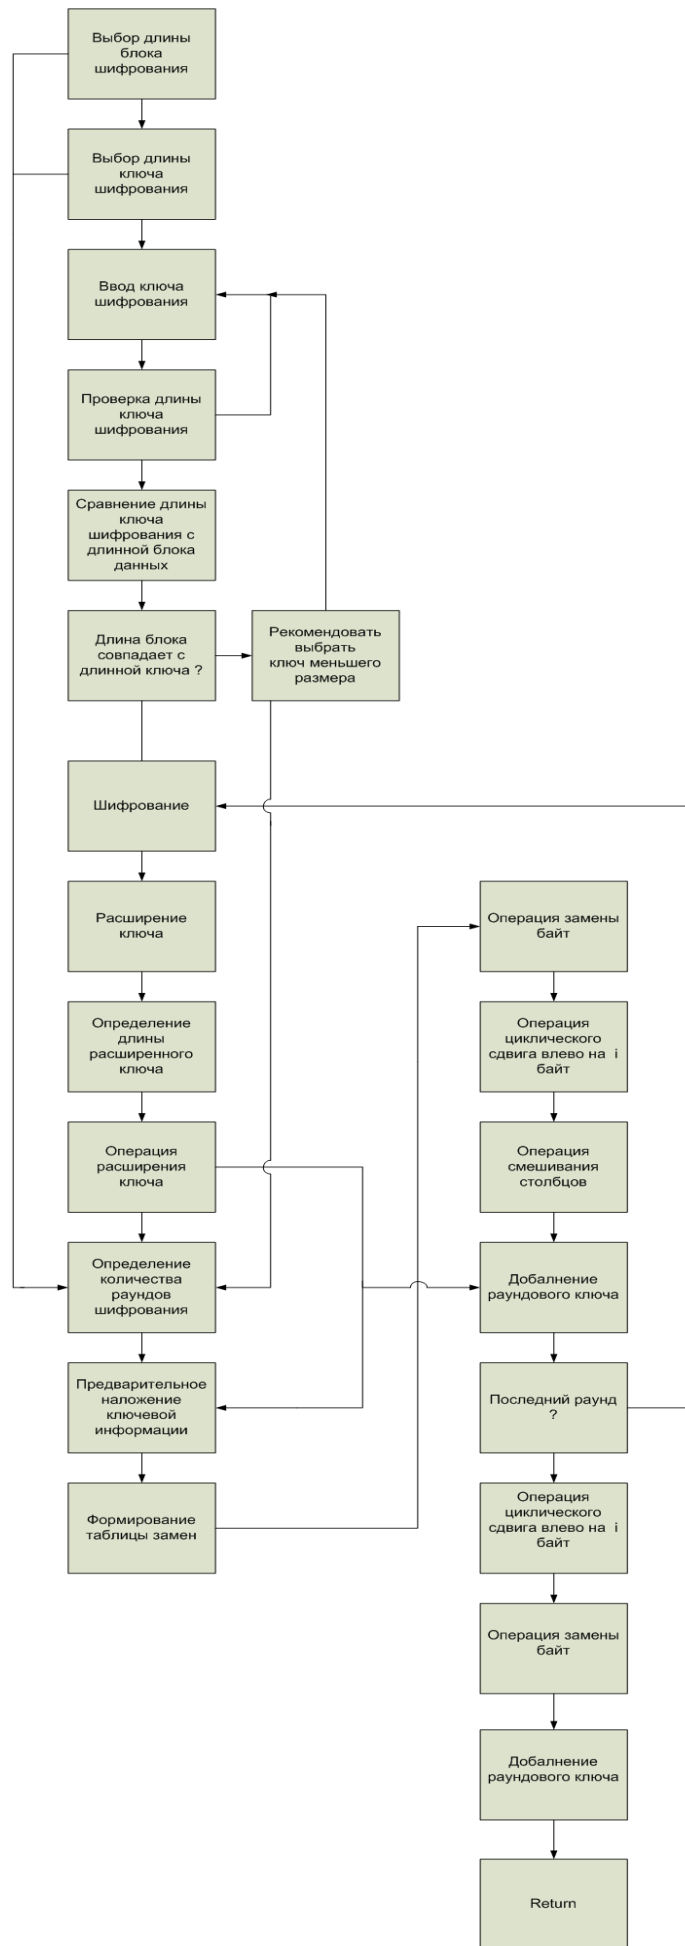 Выбор длины
блока
шифрования
Выбор длины
ключа
шифрования
Ввод ключа
шифрования
Проверка длины
ключа
шифрования
Сравнение длины
ключа
шифрования с
длинной блока
данных
Длина блока
совпадает с
длинной ключа ?
Рекомендовать
выбрать
ключ меньшего
размера
Шифрование
Расширение
ключа
Определение
длины
расширенного
ключа
Операция
расширения
ключа
Определение
количества
раундов
шифрования
Предварительное
наложение
ключевой
информации
Формирование
таблицы замен
Операция замены
байт
Операция
циклического
сдвига влево на i
байт
Операция
смешивания
столбцов
Добалнение
раундового ключа
Последний раунд
?
Операция
циклического
сдвига влево на i
байт
Операция замены
байт
Добалнение
раундового ключа
Return